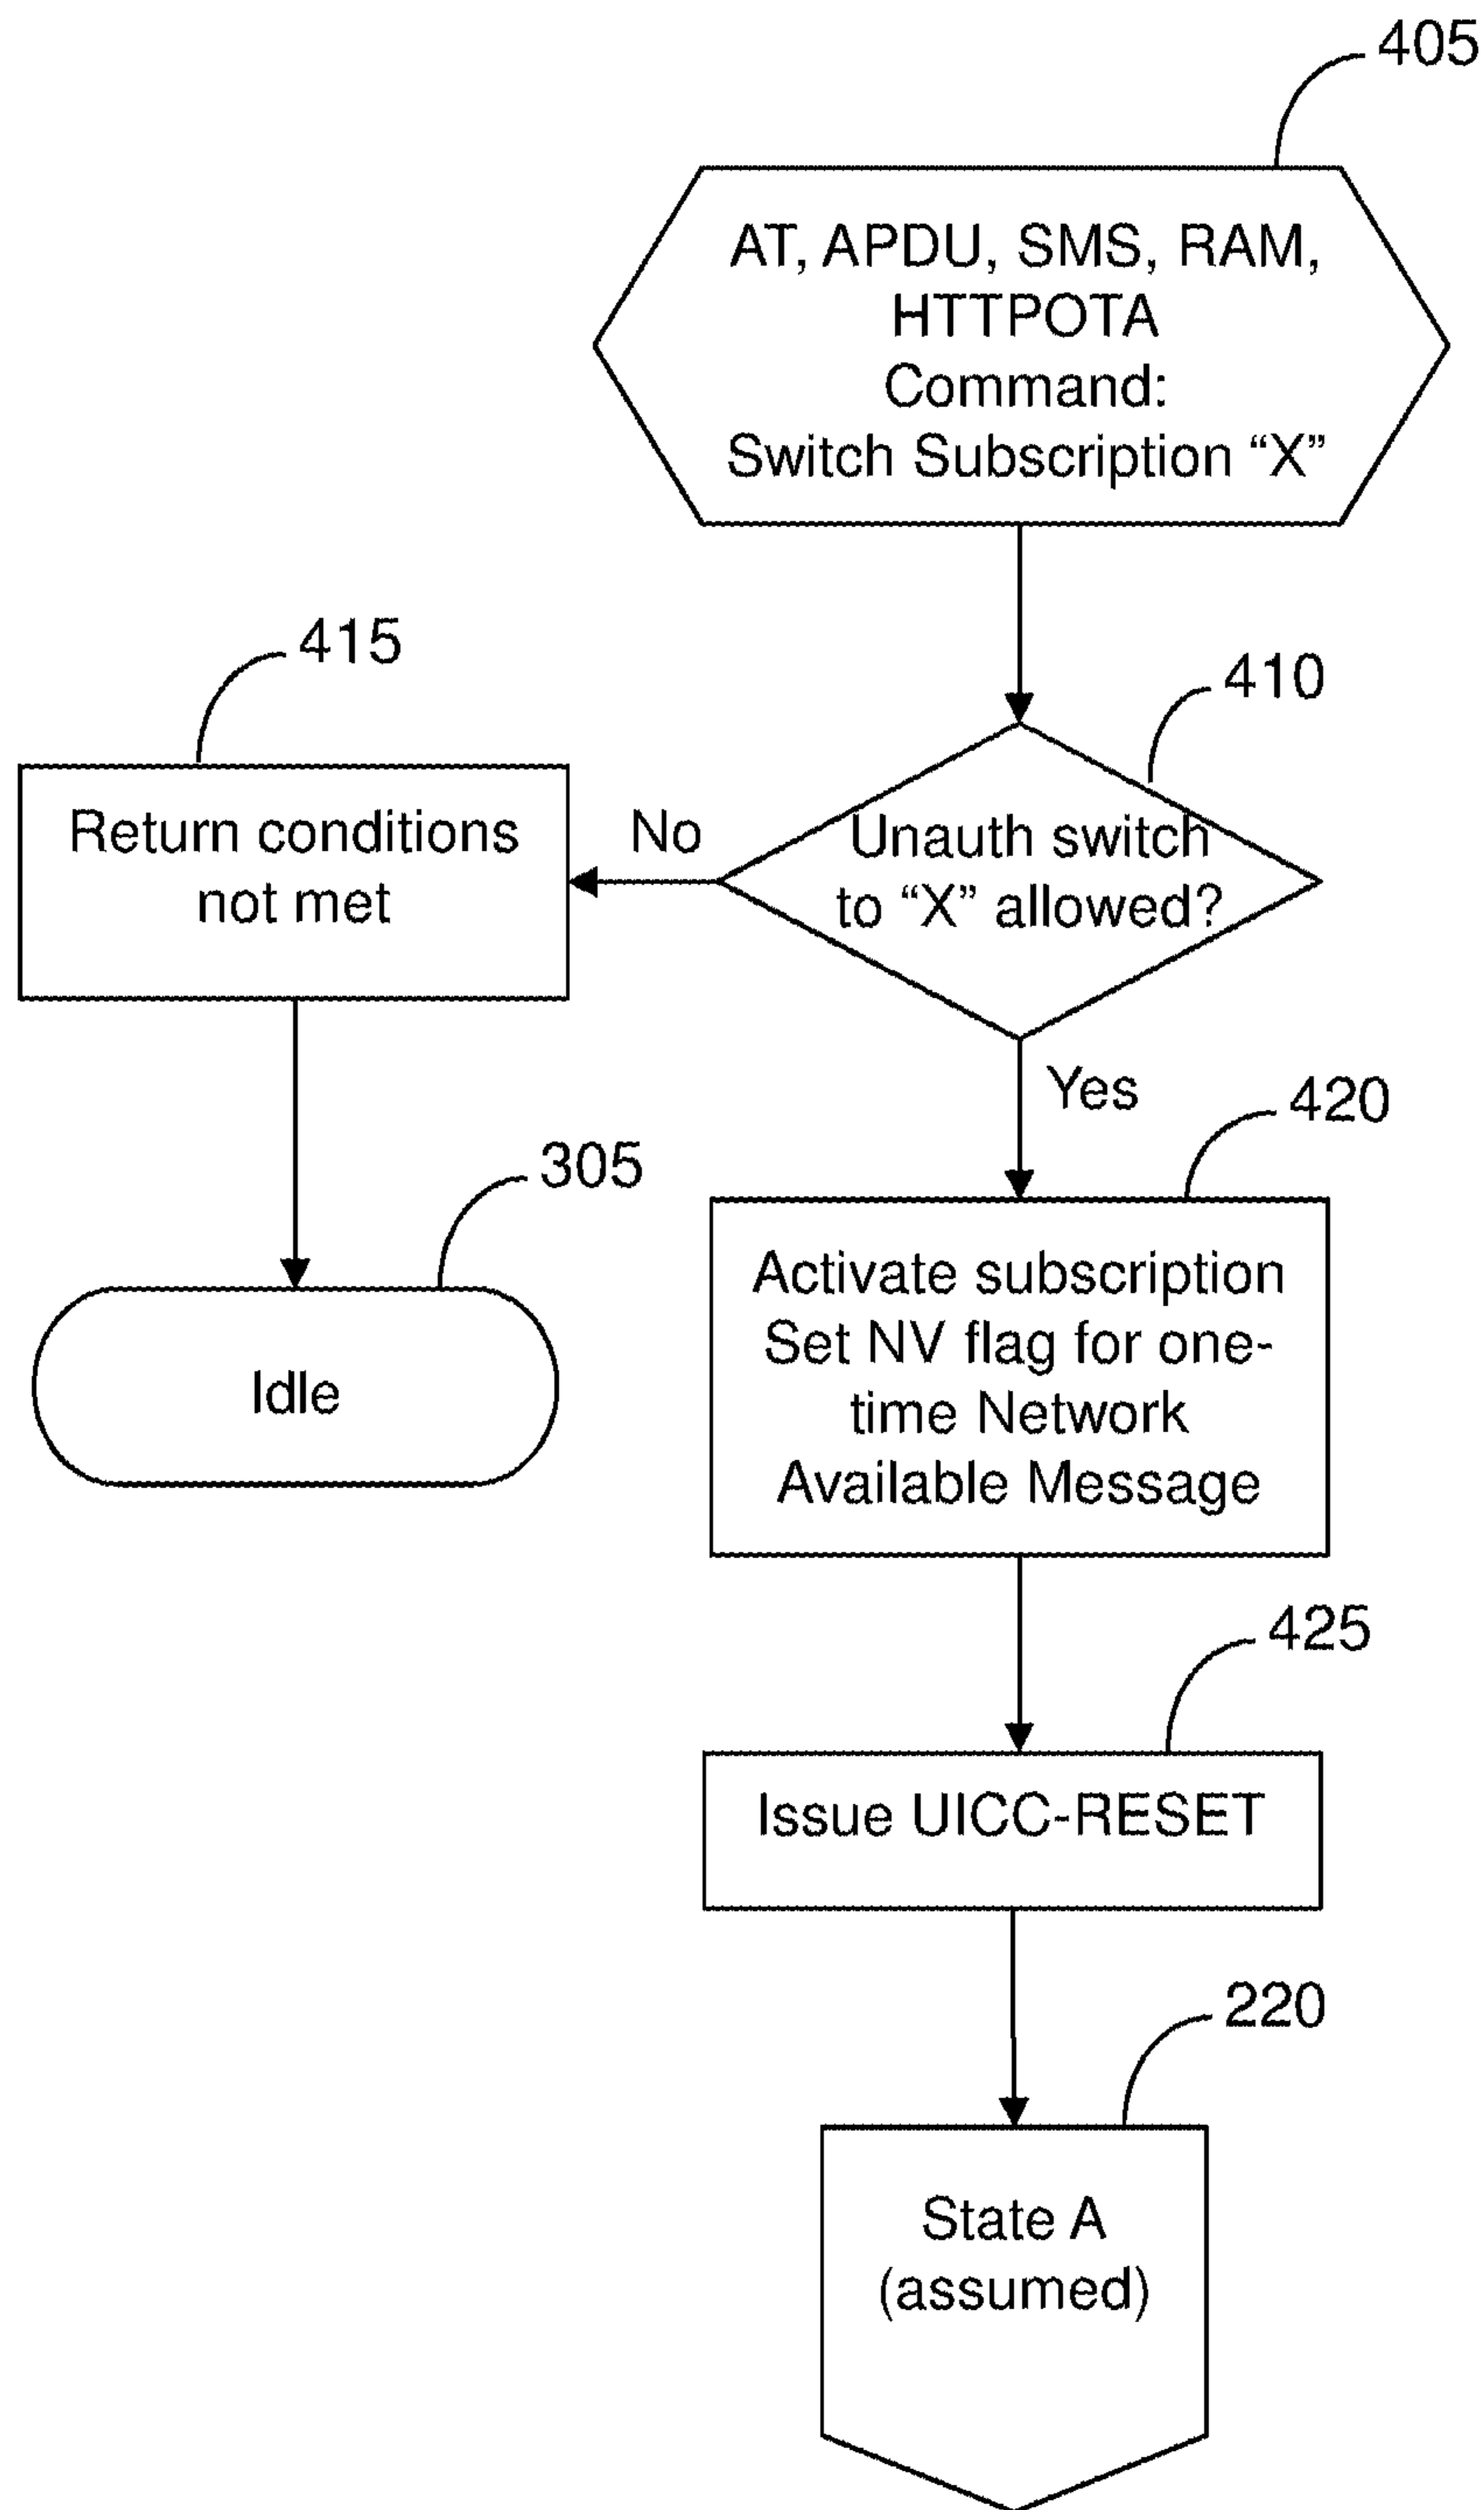 405
AT, APDU, SMS, RAM,
HTTPOTA
Command:
Switch Subscription “X”
415
410
Return conditions
not met
No
Unauth switch
to “X” allowed?
Yes
420
305
Activate subscription
Set NV flag for one-
time Network
Available Message
Idle
425
Issue UICC-RESET
220
State A
(assumed)